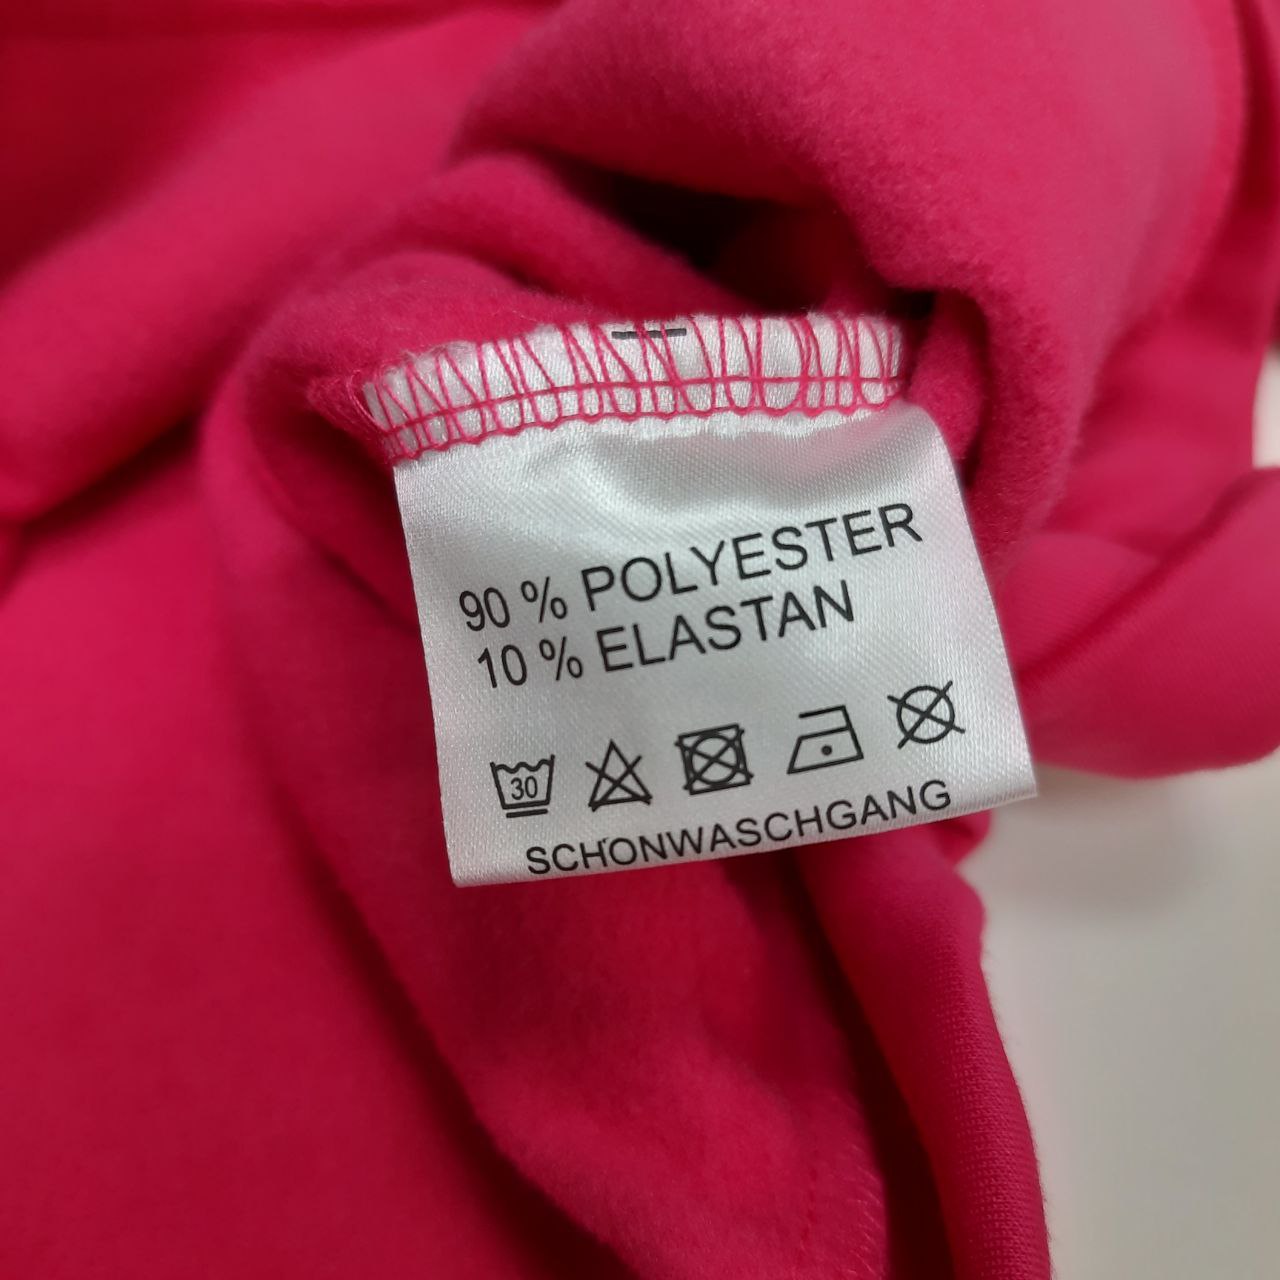 90 % POLYESTER
10 % ELASTAN
30
SCHONWASCHGANG